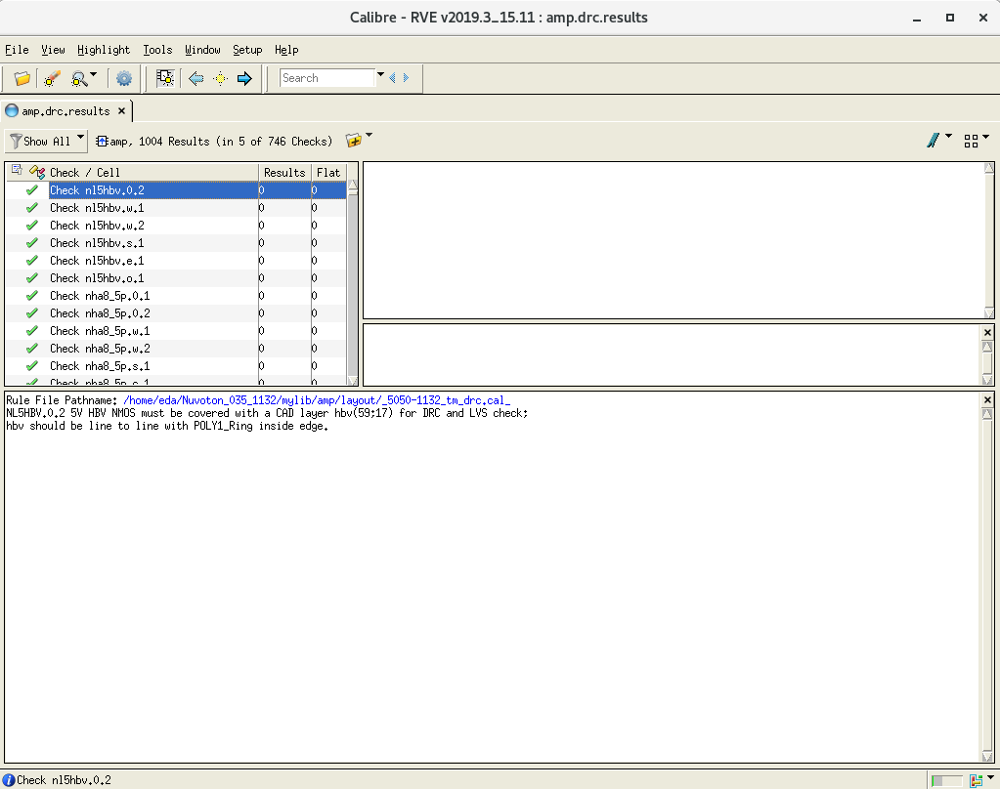 Calibre - RVE v2019.3_15.11 : amp.drc.results
File View Highlight Tools Window Setup Help
Search
amp.drc.results
Show All amp, 1004 Results (in 5 of 746 Checks)
Check / Cell Results Flat
Check nl5hbv.0.2 0 0
Check nl5hbv.w.1 0 0
Check nl5hbv.w.2 0 0
Check nl5hbv.s.1 0 0
Check nl5hbv.e.1 0 0
Check nl5hbv.o.1 0 0
Check nha8_5p.0.1 0 0
Check nha8_5p.0.2 0 0
Check nha8_5p.w.1 0 0
Check nha8_5p.w.2 0 0
Check nha8_5p.s.1 0 0
Rule File Pathname: /home/eda/Nuvoton_035_1132/mylib/amp/layout/_5050-1132_tm_drc.cal_
NL5HBV.0.2 5V HBV NMOS must be covered with a CAD layer hbv(59;17) for DRC and LVS check;
hbv should be line to line with POLY1_Ring inside edge.
Check nl5hbv.0.2